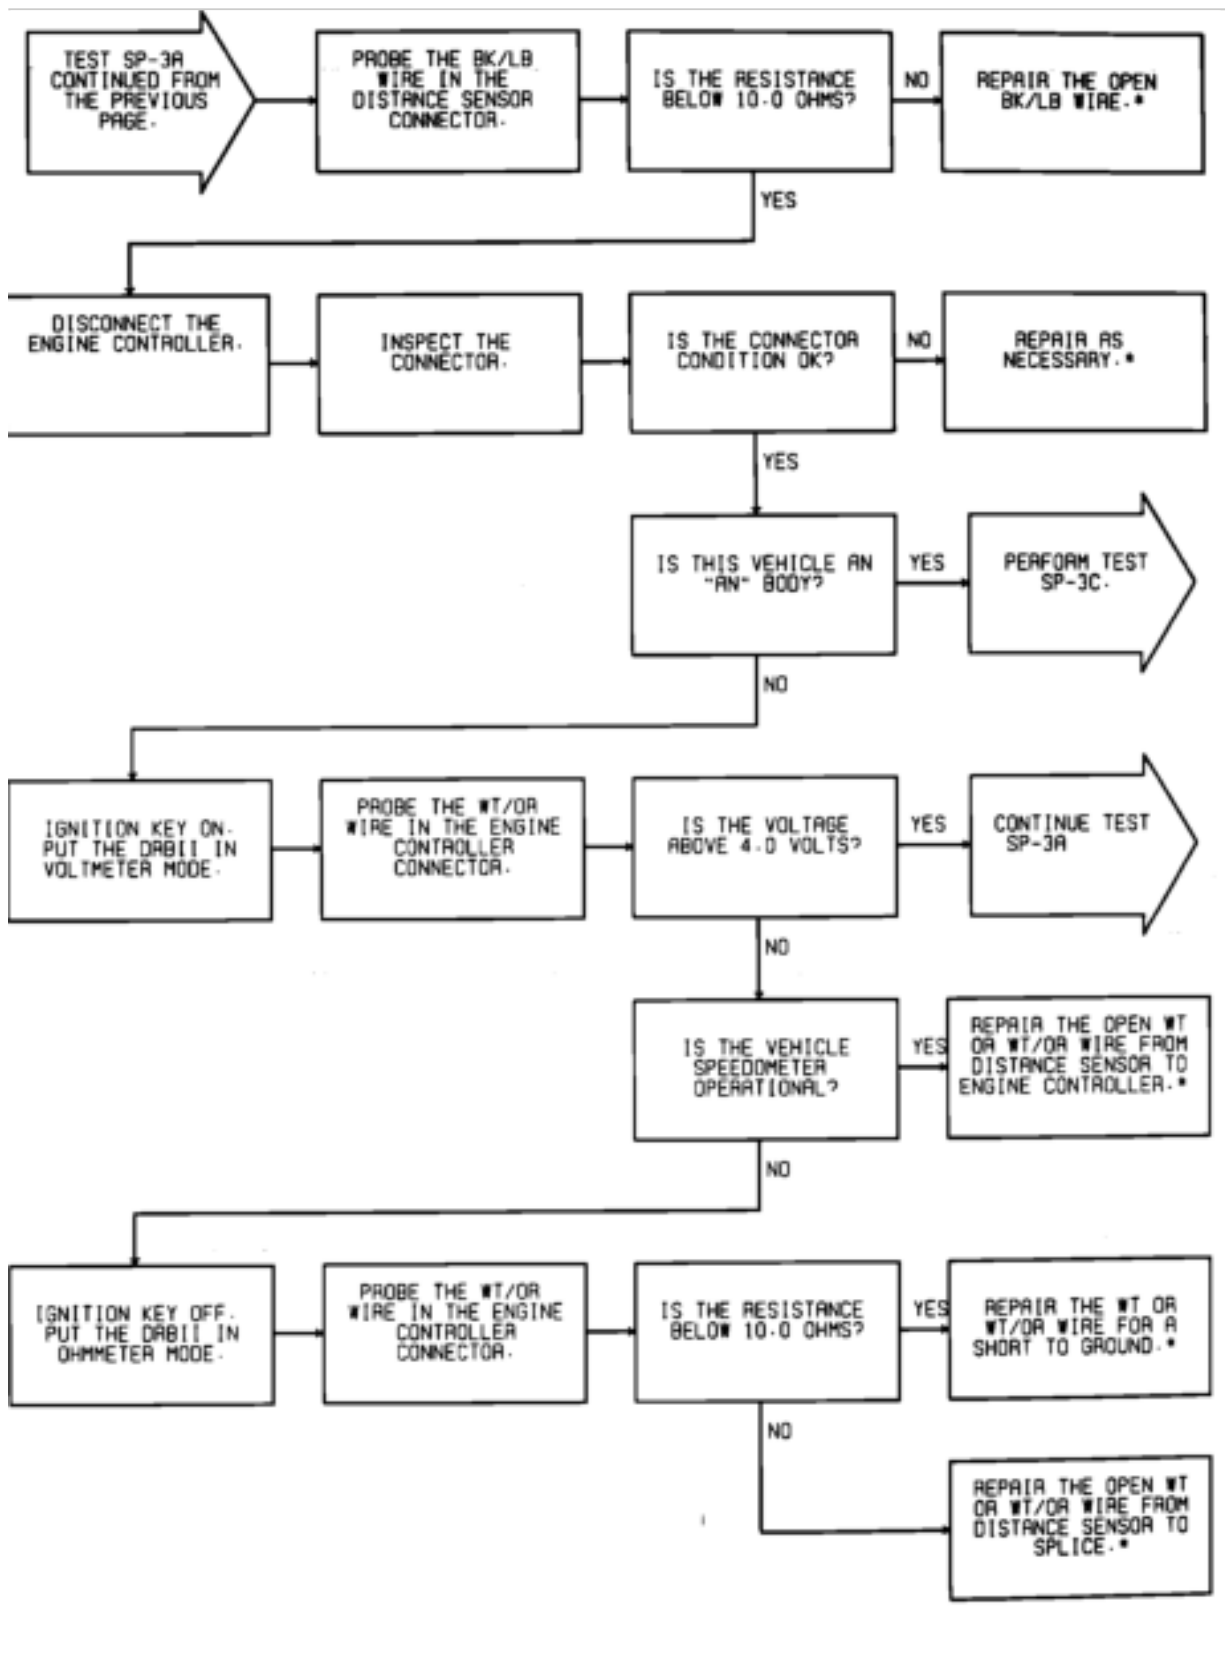 TEST SP-3A
CONTINUED FROM
THE PREVIOUS
PAGE.
PROBE THE BK/LB
WIRE IN THE
DISTANCE SENSOR
CONNECTOR.
IS THE RESISTANCE
BELOW 10.0 OHMS?
NO
REPAIR THE OPEN
BK/LB WIRE.*
YES
DISCONNECT THE
ENGINE CONTROLLER.
INSPECT THE
CONNECTOR.
IS THE CONNECTOR
CONDITION OK?
NO
REPAIR AS
NECESSARY.*
YES
IS THIS VEHICLE AN
"AN" BODY?
YES
PERFORM TEST
SP-3C.
NO
IGNITION KEY ON.
PUT THE DRBII IN
VOLTMETER MODE.
PROBE THE WT/OR
WIRE IN THE ENGINE
CONTROLLER
CONNECTOR.
IS THE VOLTAGE
ABOVE 4.0 VOLTS?
YES
CONTINUE TEST
SP-3A
NO
IS THE VEHICLE
SPEEDOMETER
OPERATIONAL?
YES
REPAIR THE OPEN WT
OR WT/OR WIRE FROM
DISTANCE SENSOR TO
ENGINE CONTROLLER.*
NO
IGNITION KEY OFF.
PUT THE DRBII IN
OHMMETER MODE.
PROBE THE WT/OR
WIRE IN THE ENGINE
CONTROLLER
CONNECTOR.
IS THE RESISTANCE
BELOW 10.0 OHMS?
YES
REPAIR THE WT OR
WT/OR WIRE FOR A
SHORT TO GROUND.*
NO
REPAIR THE OPEN WT
OR WT/OR WIRE FROM
DISTANCE SENSOR TO
SPLICE.*